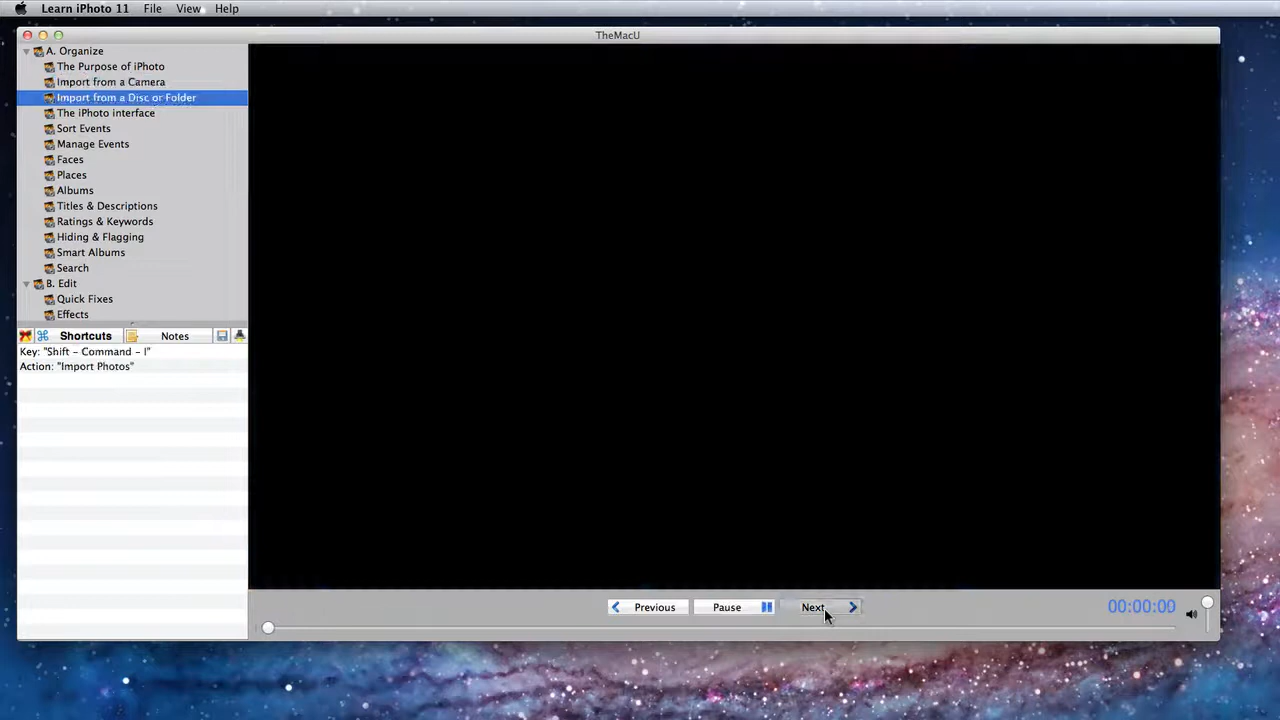 Learn iPhoto 11 File View Help
TheMacU
A. Organize
The Purpose of iPhoto
Import from a Camera
Import from a Disc or Folder
The iPhoto interface
Sort Events
Manage Events
Faces
Places
Albums
Titles & Descriptions
Ratings & Keywords
Hiding & Flagging
Smart Albums
Search
B. Edit
Quick Fixes
Effects
Shortcuts Notes
Key: "Shift - Command - I"
Action: "Import Photos"
Previous Pause Next 00:00:00